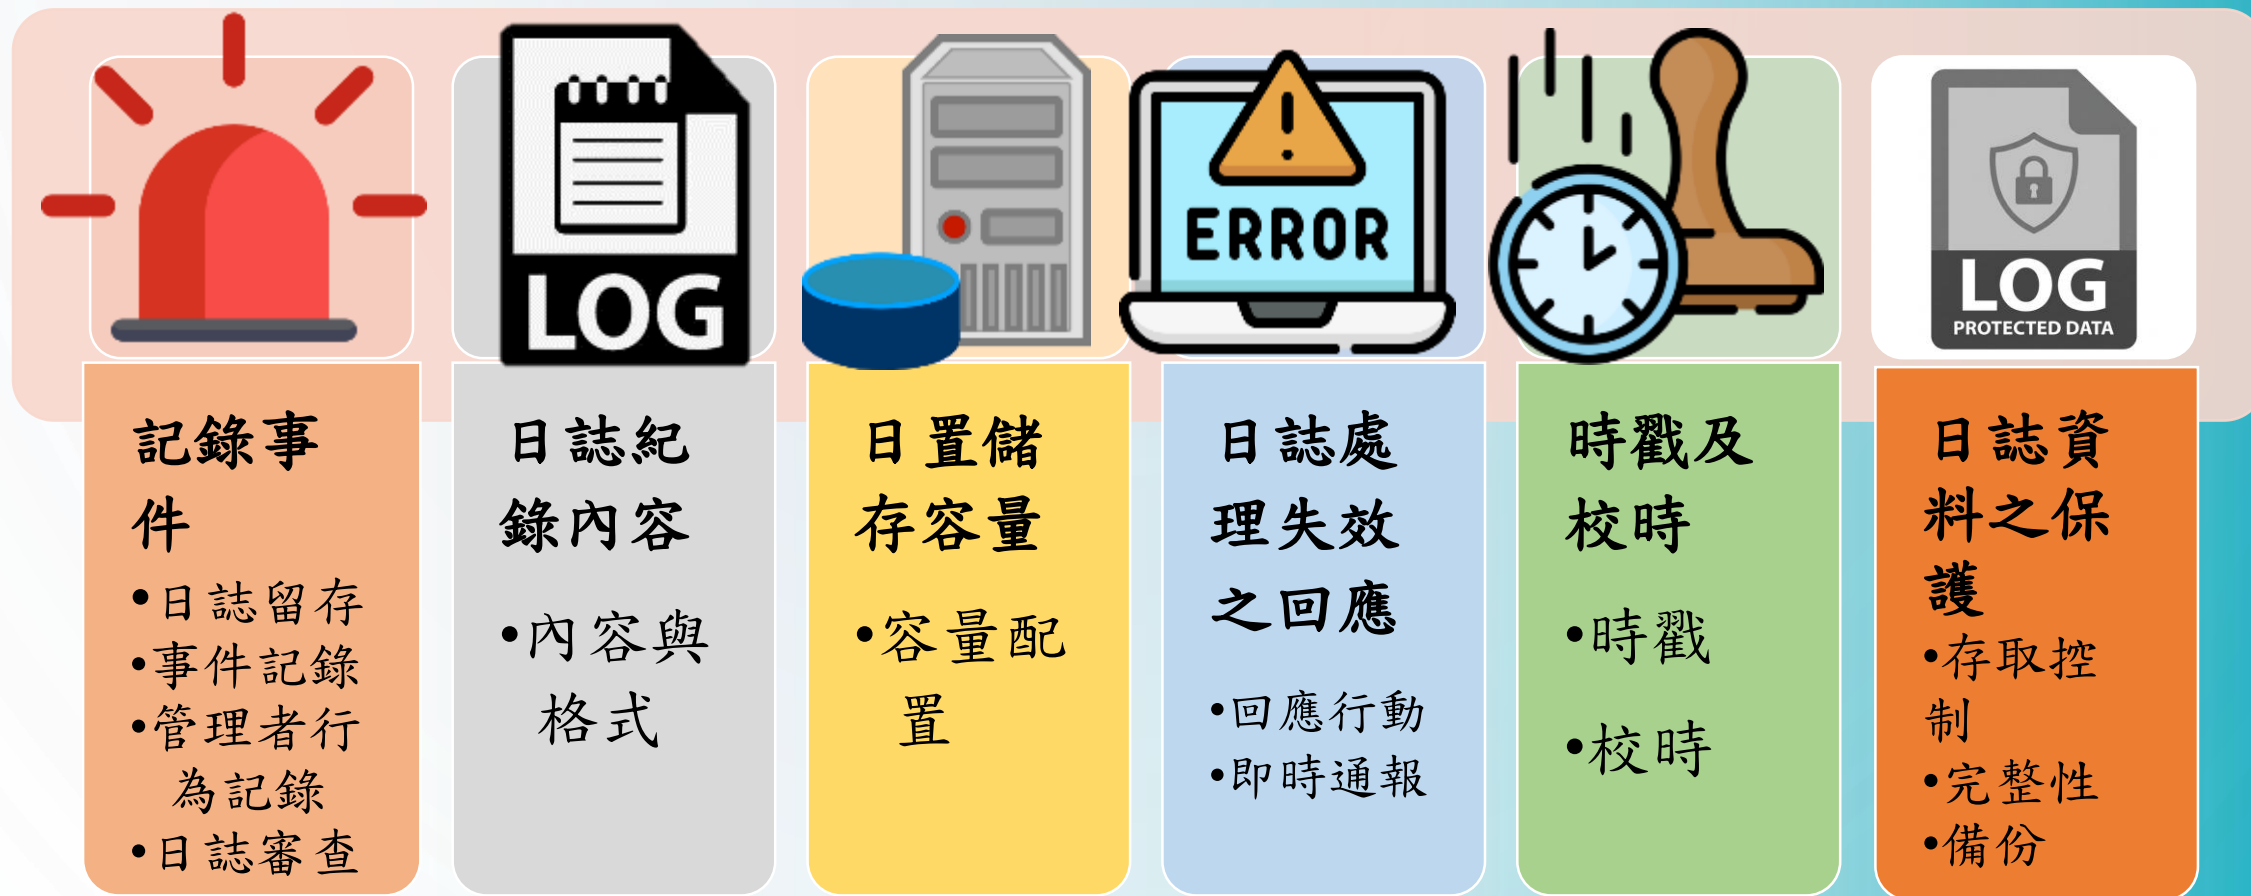 LOG
ERROR
LOG
PROTECTED DATA
記錄事
件
•日誌留存
•事件記錄
•管理者行
為記錄
•日誌審查
日誌紀
錄內容
•內容與
格式
日置儲
存容量
•容量配
置
日誌處
理失效
之回應
•回應行動
•即時通報
時戳及
校時
•時戳
•校時
日誌資
料之保
護
•存取控
制
•完整性
•備份